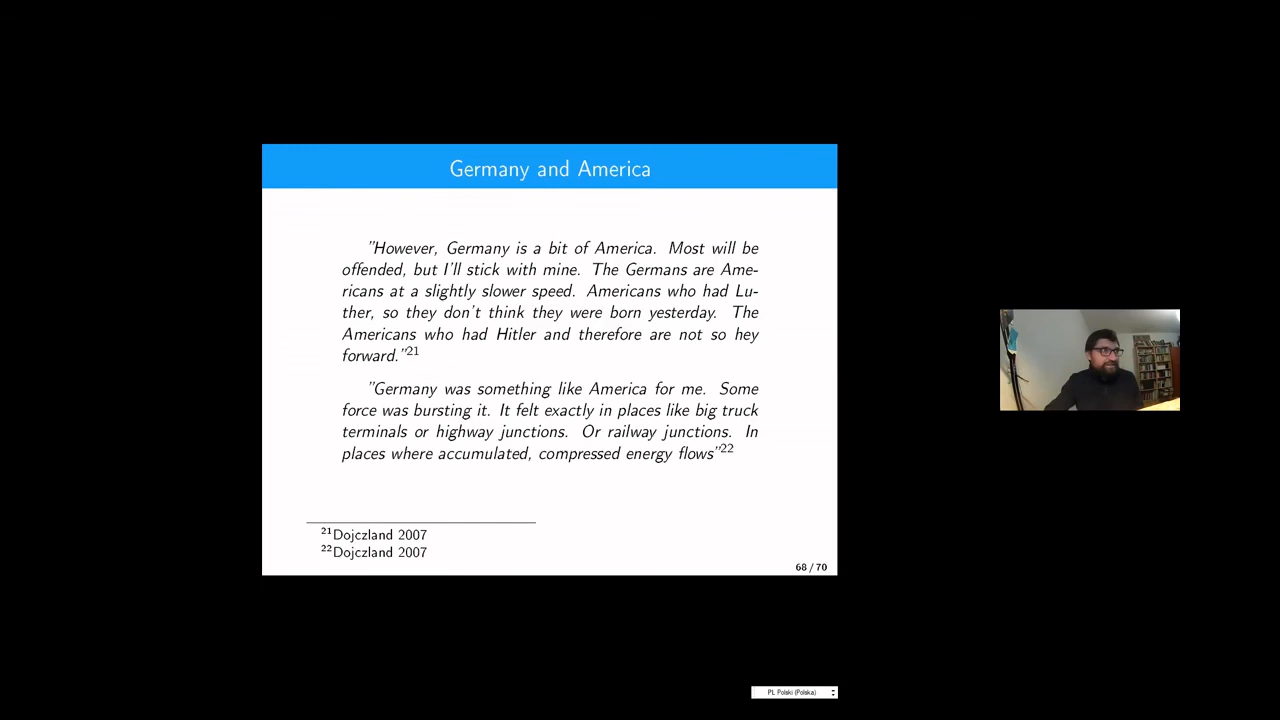 Germany and America
"However, Germany is a bit of America. Most will be
offended, but I'll stick with mine. The Germans are Ame-
ricans at a slightly slower speed. Americans who had Lu-
ther, so they don't think they were born yesterday. The
Americans who had Hitler and therefore are not so hey
forward."21
"Germany was something like America for me. Some
force was bursting it. It felt exactly in places like big truck
terminals or highway junctions. Or railway junctions. In
places where accumulated, compressed energy flows"22
21Dojczland 2007
22Dojczland 2007
68 / 70
PL Polski (Polska)